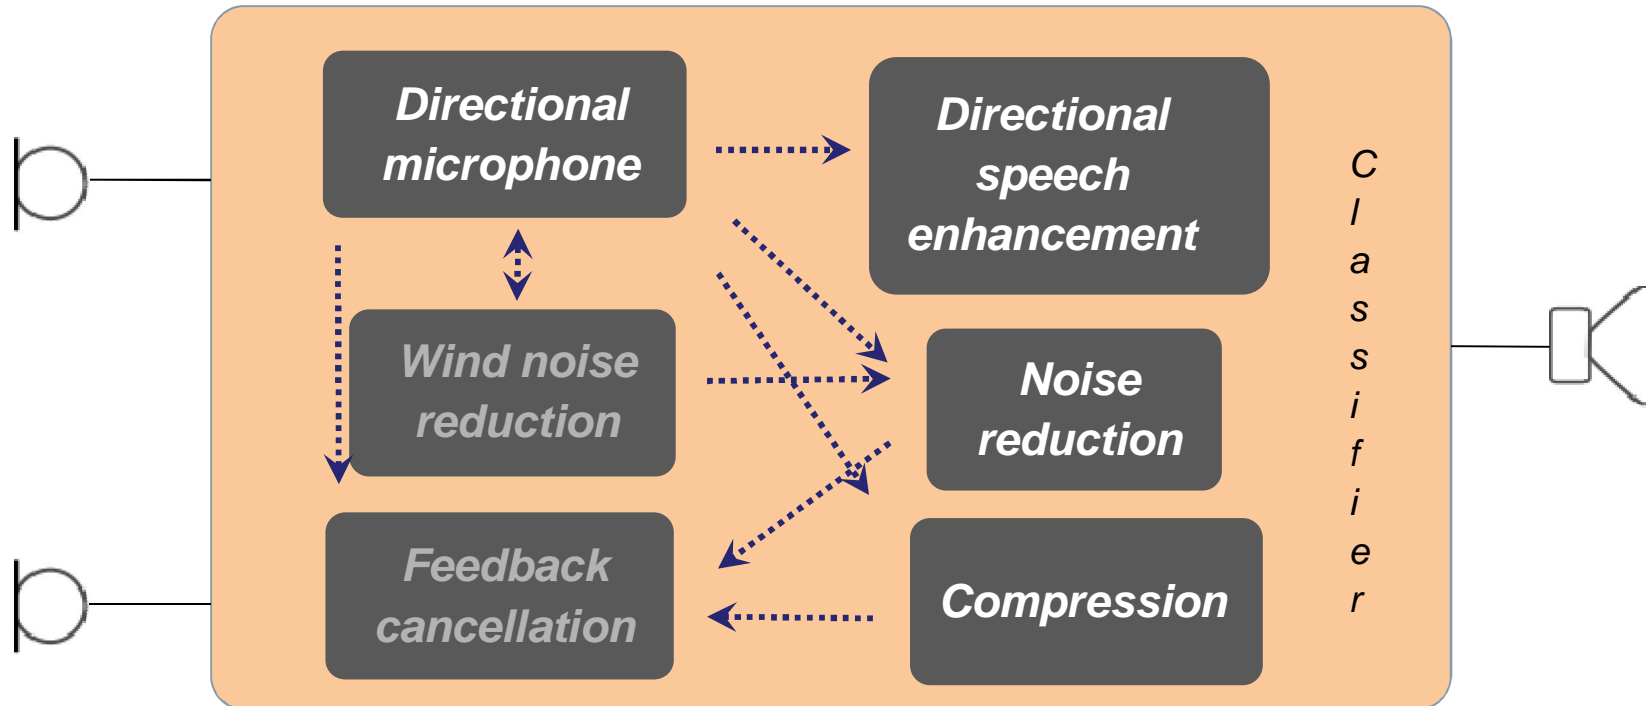 Directional
microphone
Directional
speech
enhancement
Wind noise
reduction
Noise
reduction
Feedback
cancellation
Compression
C
l
a
s
s
i
f
i
e
r